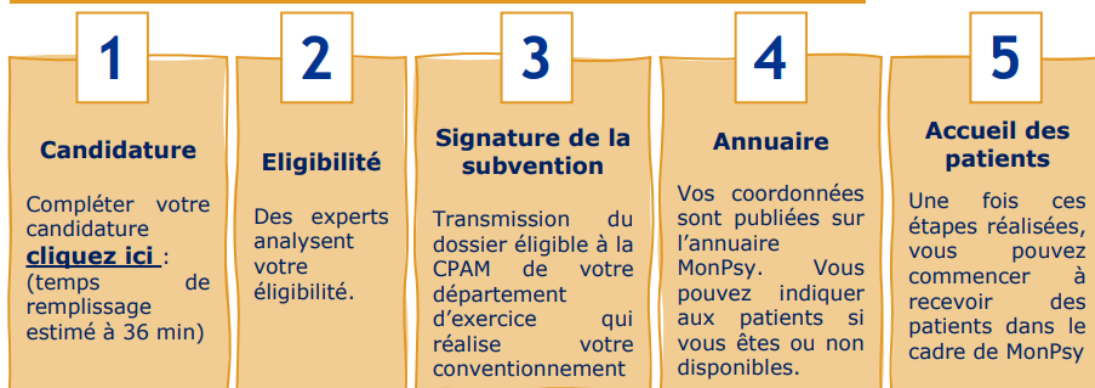 1
Candidature
Compléter votre
candidature
cliquez ici :
(temps de
remplissage
estimé à 36 min)
2
Eligibilité
Des experts
analysent
votre
éligibilité.
3
Signature de la
subvention
Transmission du
dossier éligible à la
CPAM de votre
département
d’exercice qui
réalise votre
conventionnement
4
Annuaire
Vos coordonnées
sont publiées sur
l’annuaire
MonPsy. Vous
pouvez indiquer
aux patients si
vous êtes ou non
disponibles.
5
Accueil des
patients
Une fois ces
étapes réalisées,
vous pouvez
commencer à
recevoir des
patients dans le
cadre de MonPsy